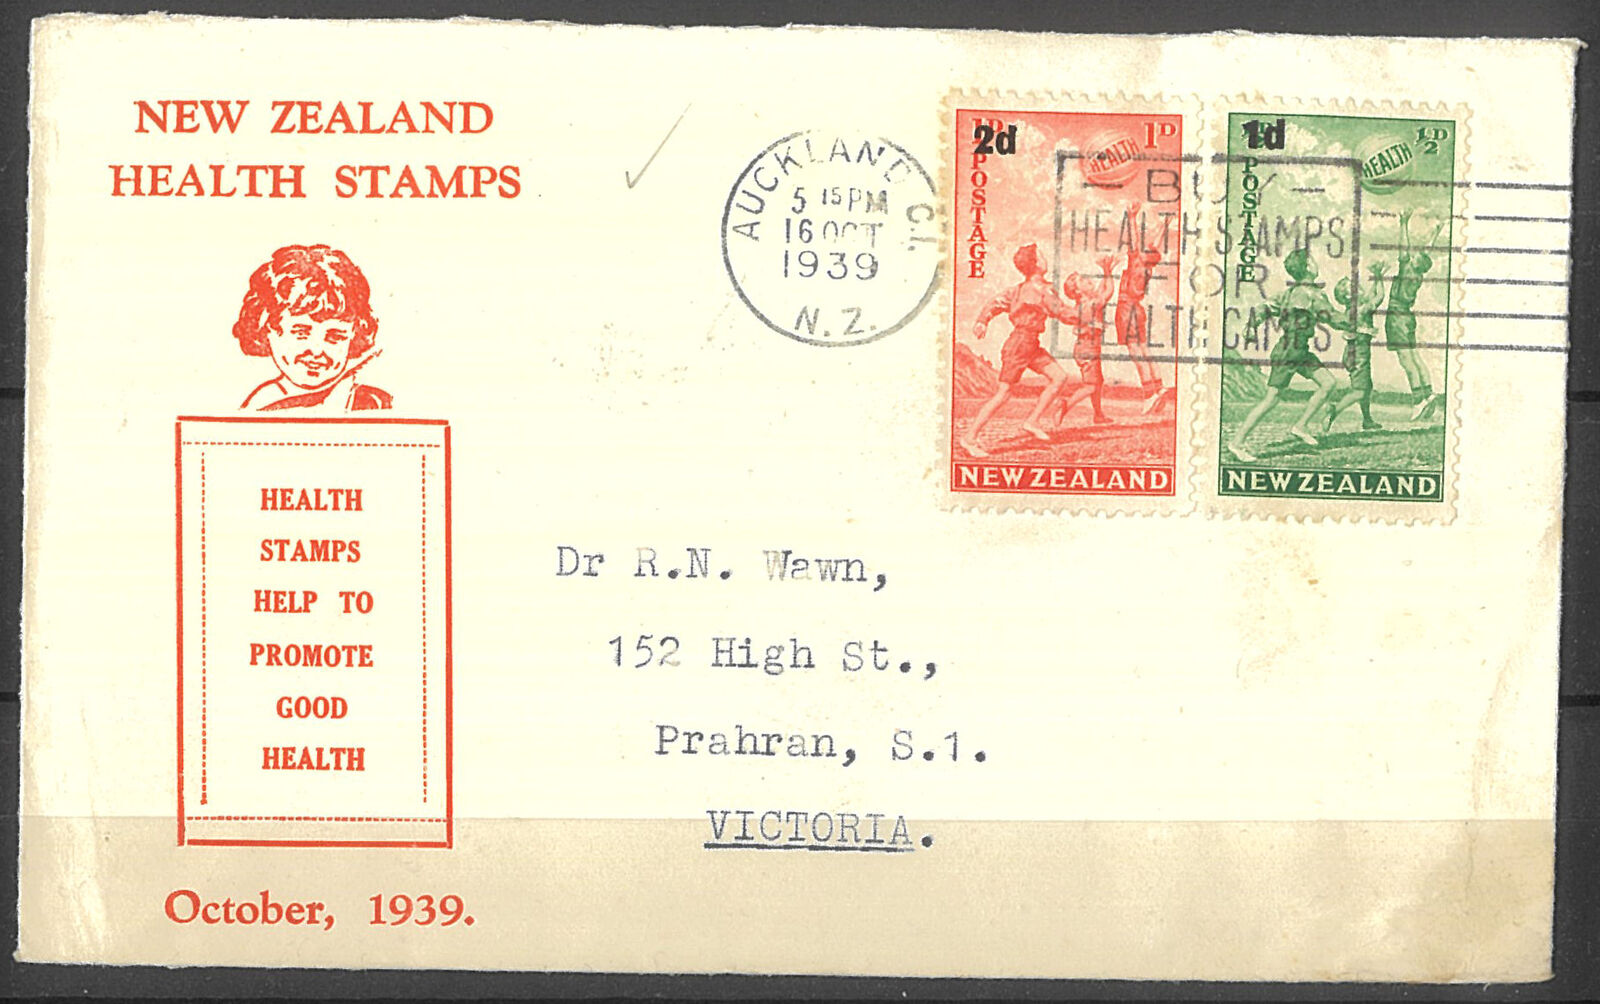 NEW ZEALAND
HEALTH STAMPS
HEALTH
STAMPS
HELP TO
PROMOTE
GOOD
HEALTH
October, 1939.
AUCKLAND C.1.
5 15 PM
16 OCT
1939
N.Z.
2d
1D
POSTAGE
HEALTH
NEW ZEALAND
1d
½D
POSTAGE
HEALTH
NEW ZEALAND
- BUY -
HEALTH STAMPS
- FOR -
HEALTH CAMPS
Dr R.N. Wawn,
152 High St.,
Prahran, S.1.
VICTORIA.